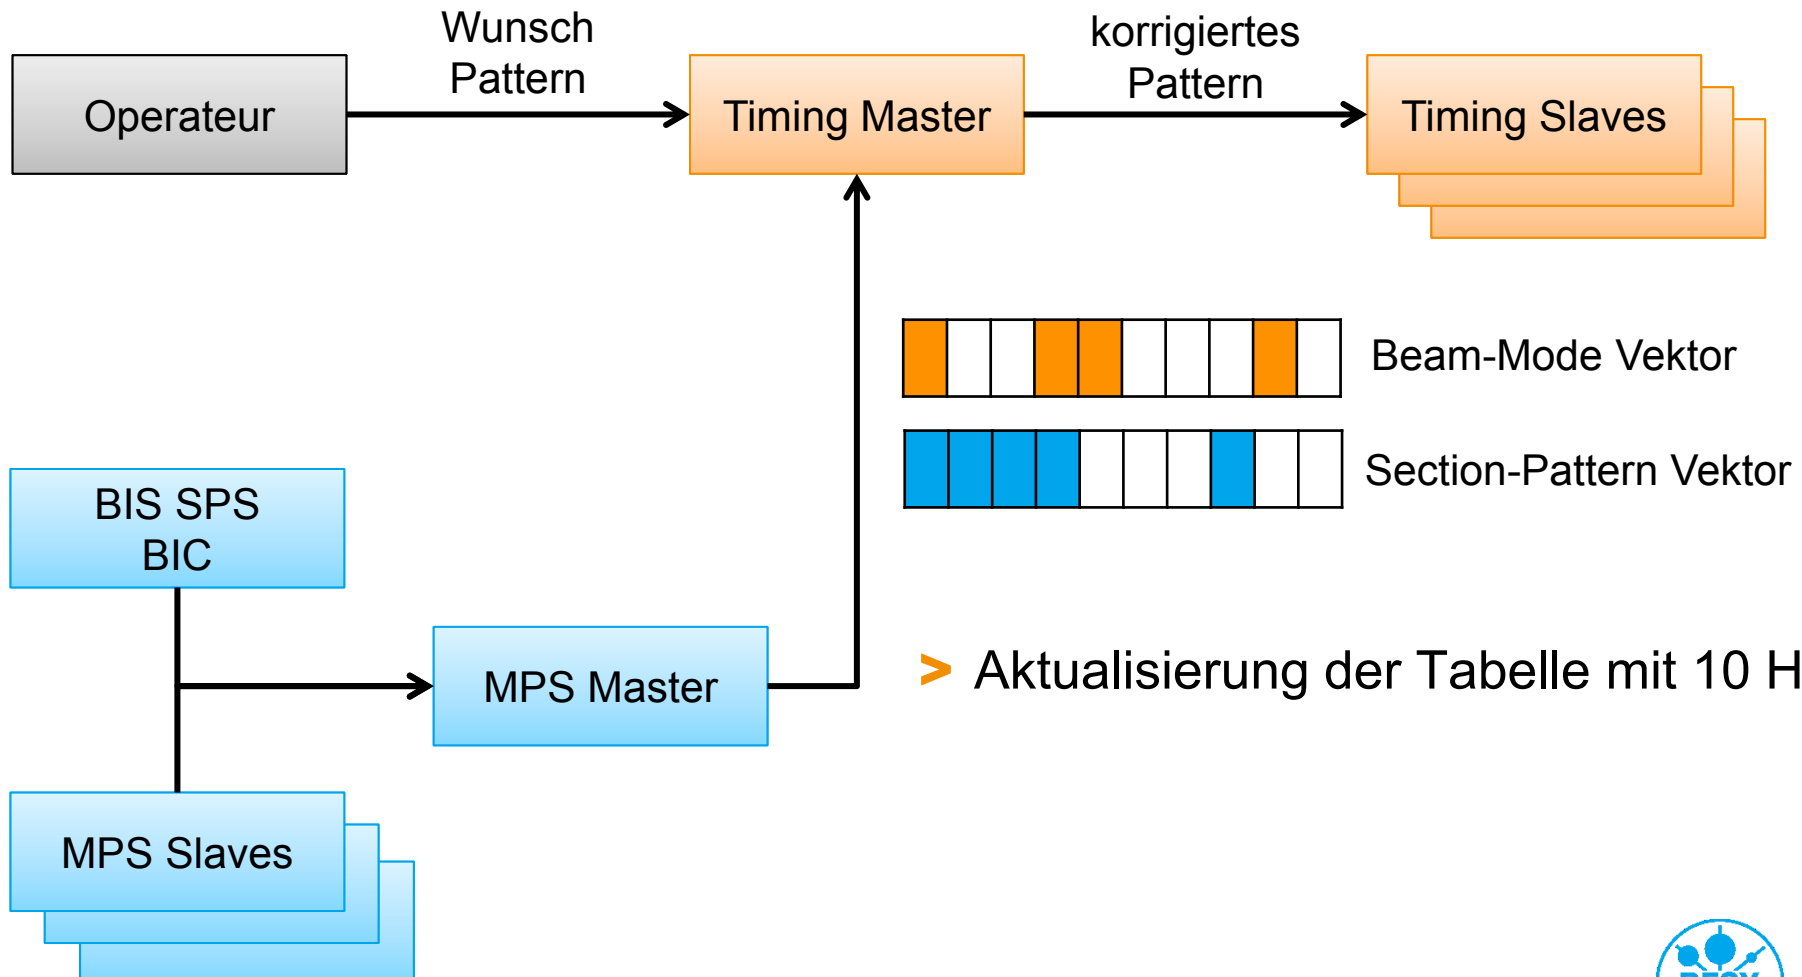 Wunsch
Pattern
korrigiertes
Pattern
Operateur
Timing Master
Timing Slaves
Beam-Mode Vektor
Section-Pattern Vektor
BIS SPS
BIC
> Aktualisierung der Tabelle mit 10 H
MPS Master
MPS Slaves